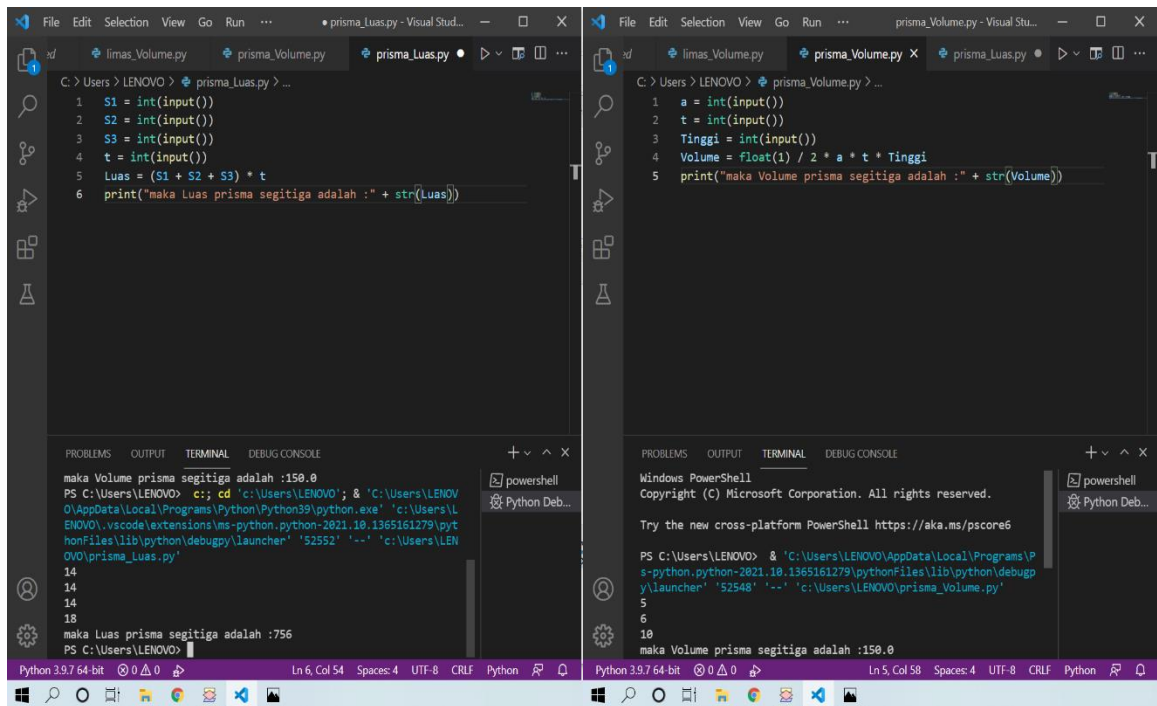 File Edit Selection View Go Run ··· • prisma_Luas.py - Visual Stud...
ed limas_Volume.py prisma_Volume.py prisma_Luas.py ●
C: > Users > LENOVO > prisma_Luas.py > ...
1 S1 = int(input())
2 S2 = int(input())
3 S3 = int(input())
4 t = int(input())
5 Luas = (S1 + S2 + S3) * t
6 print("maka Luas prisma segitiga adalah :" + str(Luas))
PROBLEMS OUTPUT TERMINAL DEBUG CONSOLE
maka Volume prisma segitiga adalah :150.0
PS C:\Users\LENOVO> c:; cd 'c:\Users\LENOVO'; & 'C:\Users\LENOV
O\AppData\Local\Programs\Python\Python39\python.exe' 'c:\Users\L
ENOVO\.vscode\extensions\ms-python.python-2021.10.1365161279\pyt
honFiles\lib\python\debugpy\launcher' '52552' '--' 'c:\Users\LEN
OVO\prisma_Luas.py'
14
14
14
18
maka Luas prisma segitiga adalah :756
PS C:\Users\LENOVO>
powershell
Python Deb...
1
Python 3.9.7 64-bit 0 0 Ln 6, Col 54 Spaces: 4 UTF-8 CRLF Python
File Edit Selection View Go Run ··· prisma_Volume.py - Visual Stu...
ed limas_Volume.py prisma_Volume.py X prisma_Luas.py ●
C: > Users > LENOVO > prisma_Volume.py > ...
1 a = int(input())
2 t = int(input())
3 Tinggi = int(input())
4 Volume = float(1) / 2 * a * t * Tinggi
5 print("maka Volume prisma segitiga adalah :" + str(Volume))
PROBLEMS OUTPUT TERMINAL DEBUG CONSOLE
Windows PowerShell
Copyright (C) Microsoft Corporation. All rights reserved.
Try the new cross-platform PowerShell https://aka.ms/pscore6
PS C:\Users\LENOVO> & 'C:\Users\LENOVO\AppData\Local\Programs\P
s-python.python-2021.10.1365161279\pythonFiles\lib\python\debugp
y\launcher' '52548' '--' 'c:\Users\LENOVO\prisma_Volume.py'
5
6
10
maka Volume prisma segitiga adalah :150.0
powershell
Python Deb...
1
Python 3.9.7 64-bit 0 0 Ln 5, Col 58 Spaces: 4 UTF-8 CRLF Python